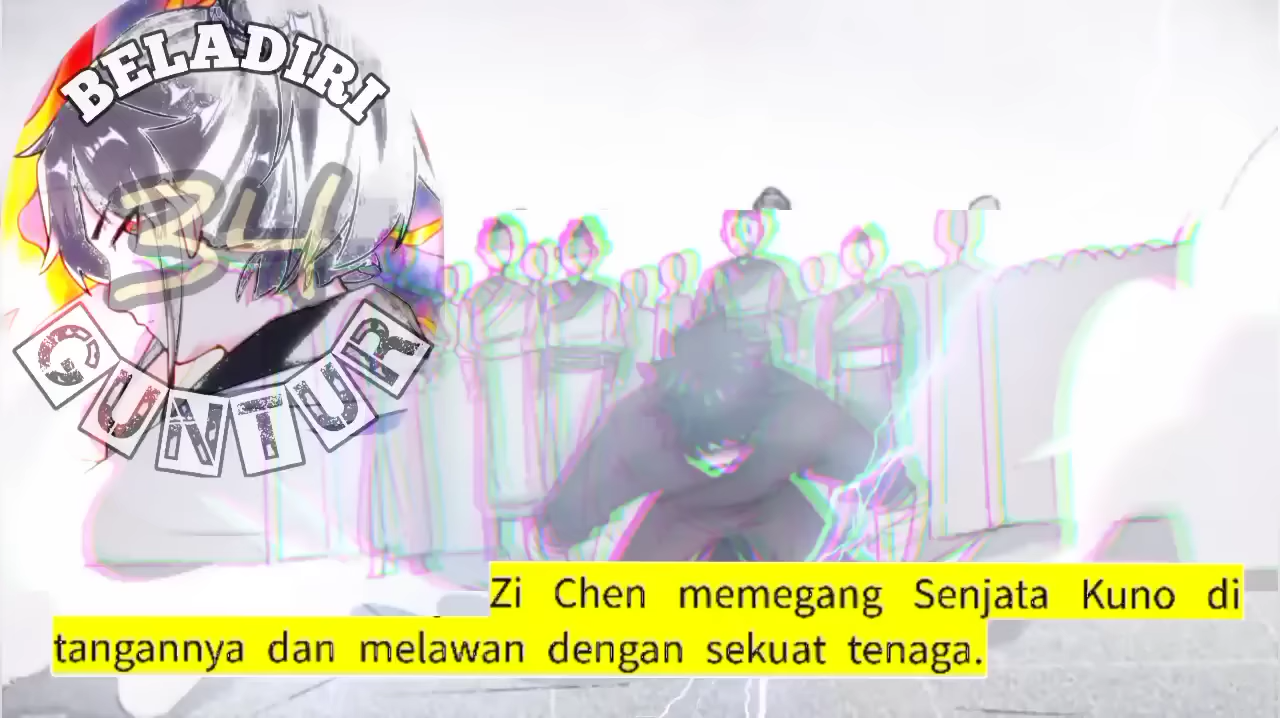 BELADIRI
34
GUNTUR
Zi Chen memegang Senjata Kuno di
tangannya dan melawan dengan sekuat tenaga.